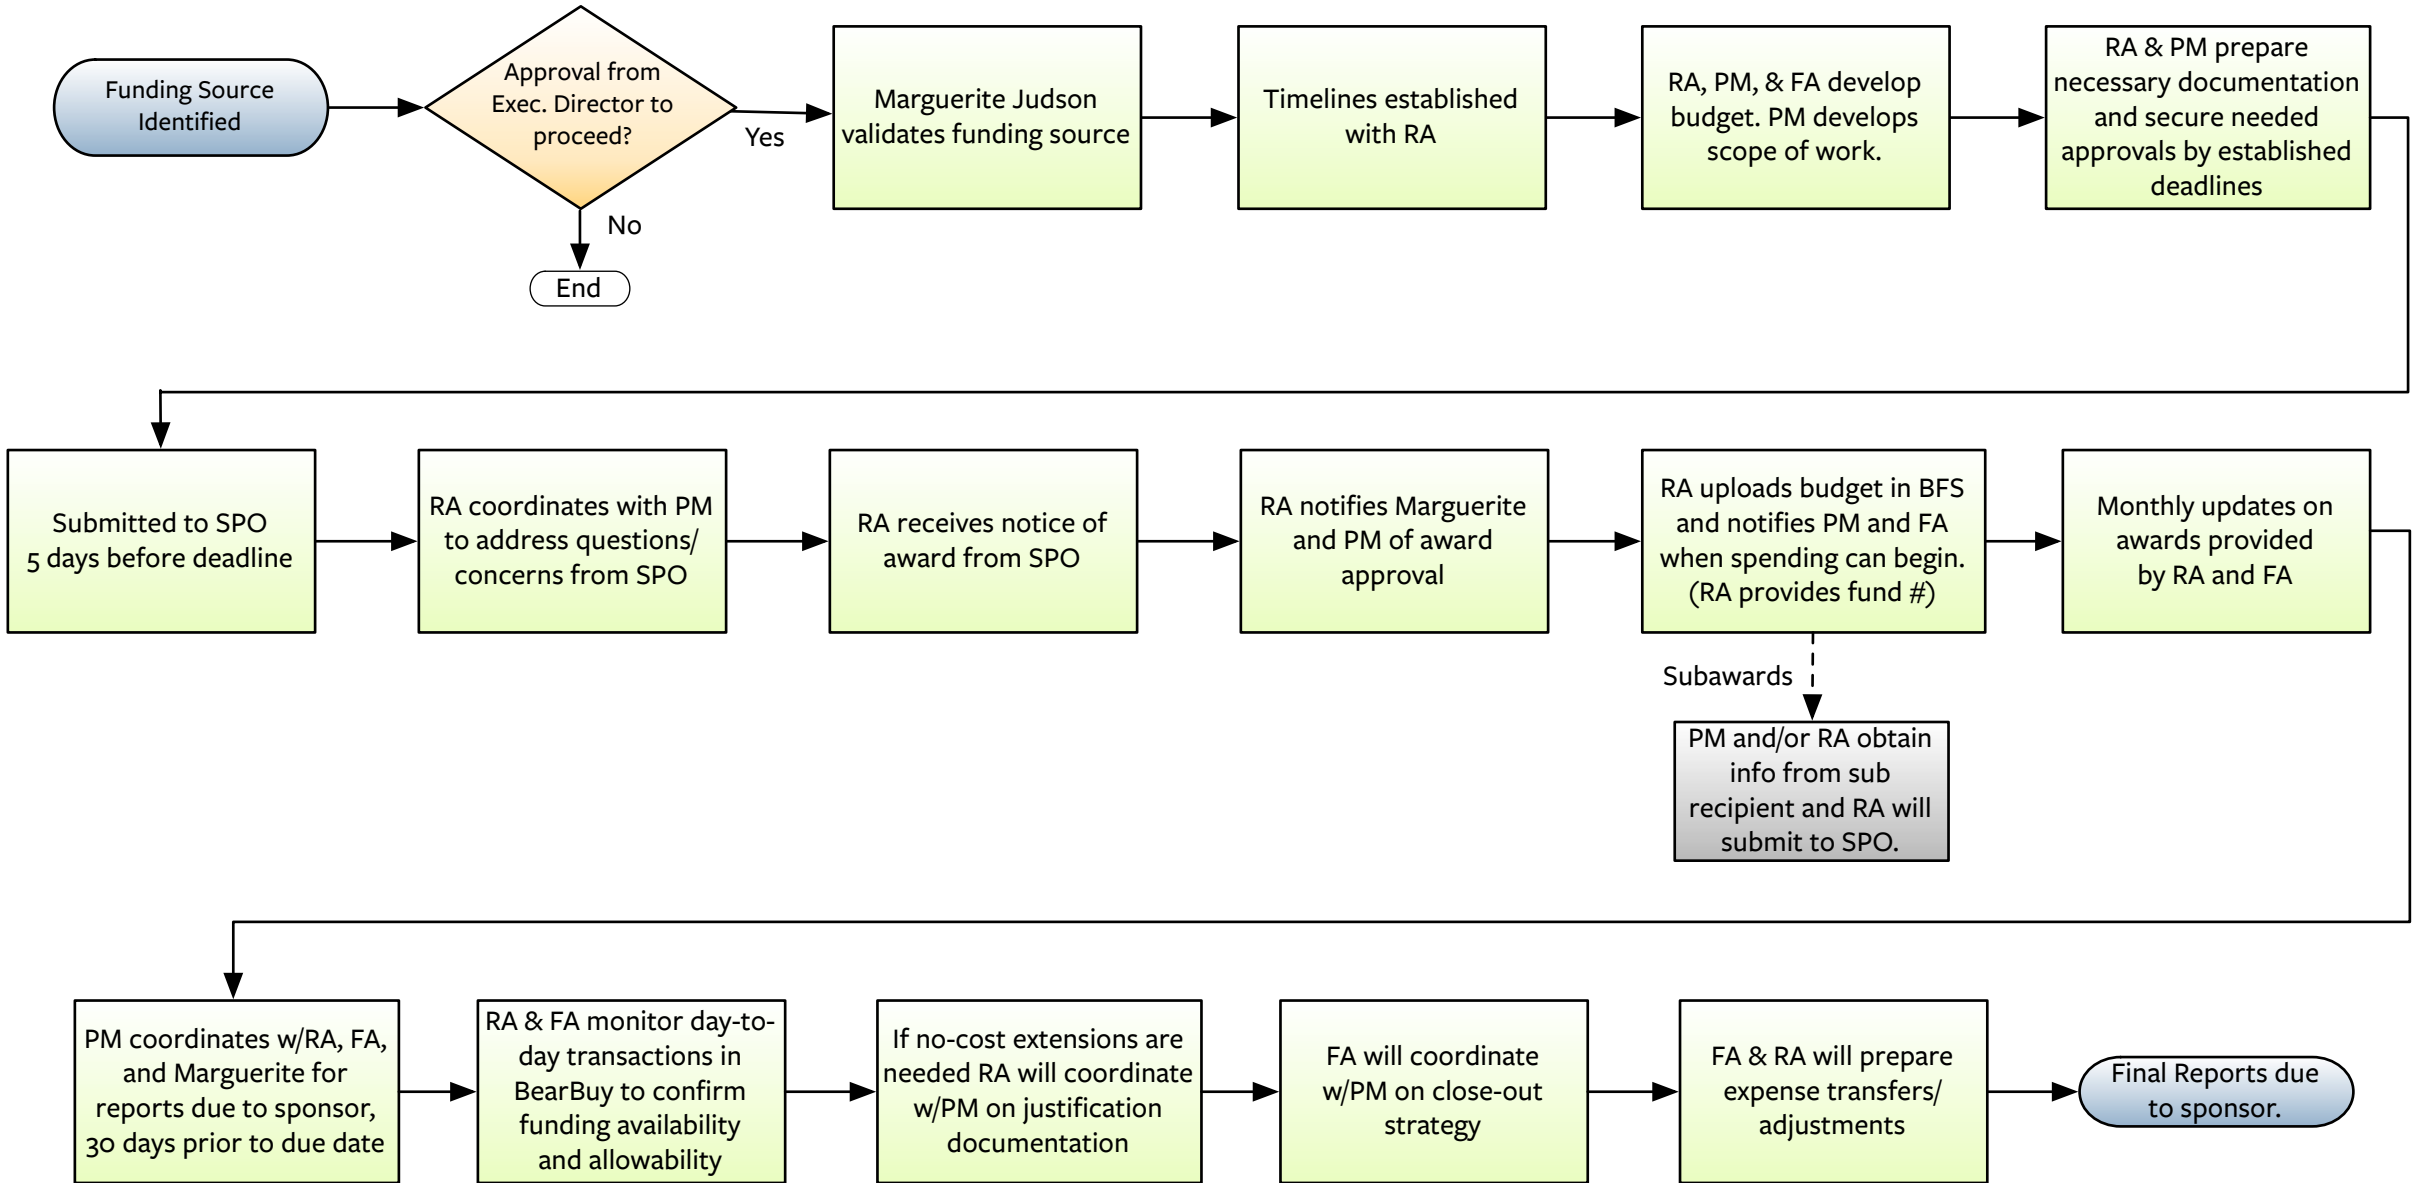 Funding Source
Identified
Approval from
Exec. Director to
proceed?
Yes
No
End
Marguerite Judson
validates funding source
Timelines established
with RA
RA, PM, & FA develop
budget. PM develops
scope of work.
RA & PM prepare
necessary documentation
and secure needed
approvals by established
deadlines
Submitted to SPO
5 days before deadline
RA coordinates with PM
to address questions/
concerns from SPO
RA receives notice of
award from SPO
RA notifies Marguerite
and PM of award
approval
RA uploads budget in BFS
and notifies PM and FA
when spending can begin.
(RA provides fund #)
Subawards
PM and/or RA obtain
info from sub
recipient and RA will
submit to SPO.
Monthly updates on
awards provided
by RA and FA
PM coordinates w/RA, FA,
and Marguerite for
reports due to sponsor,
30 days prior to due date
RA & FA monitor day-to-
day transactions in
BearBuy to confirm
funding availability
and allowability
If no-cost extensions are
needed RA will coordinate
w/PM on justification
documentation
FA will coordinate
w/PM on close-out
strategy
FA & RA will prepare
expense transfers/
adjustments
Final Reports due
to sponsor.